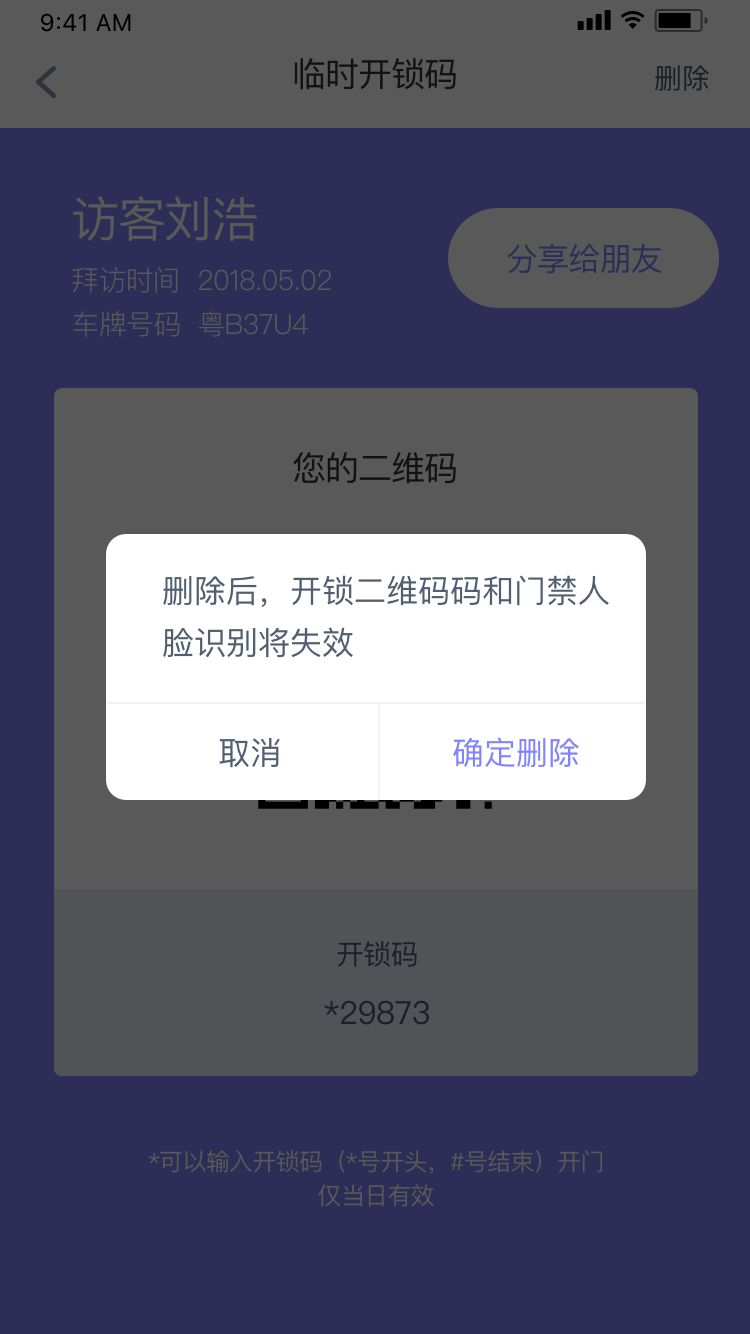 9:41 AM
临时开锁码
删除
访客刘浩
分享给朋友
拜访时间 2018.05.02
车牌号码 粤B37U4
您的二维码
删除后，开锁二维码码和门禁人
脸识别将失效
取消
确定删除
开锁码
*29873
*可以输入开锁码（*号开头，#号结束）开门
仅当日有效